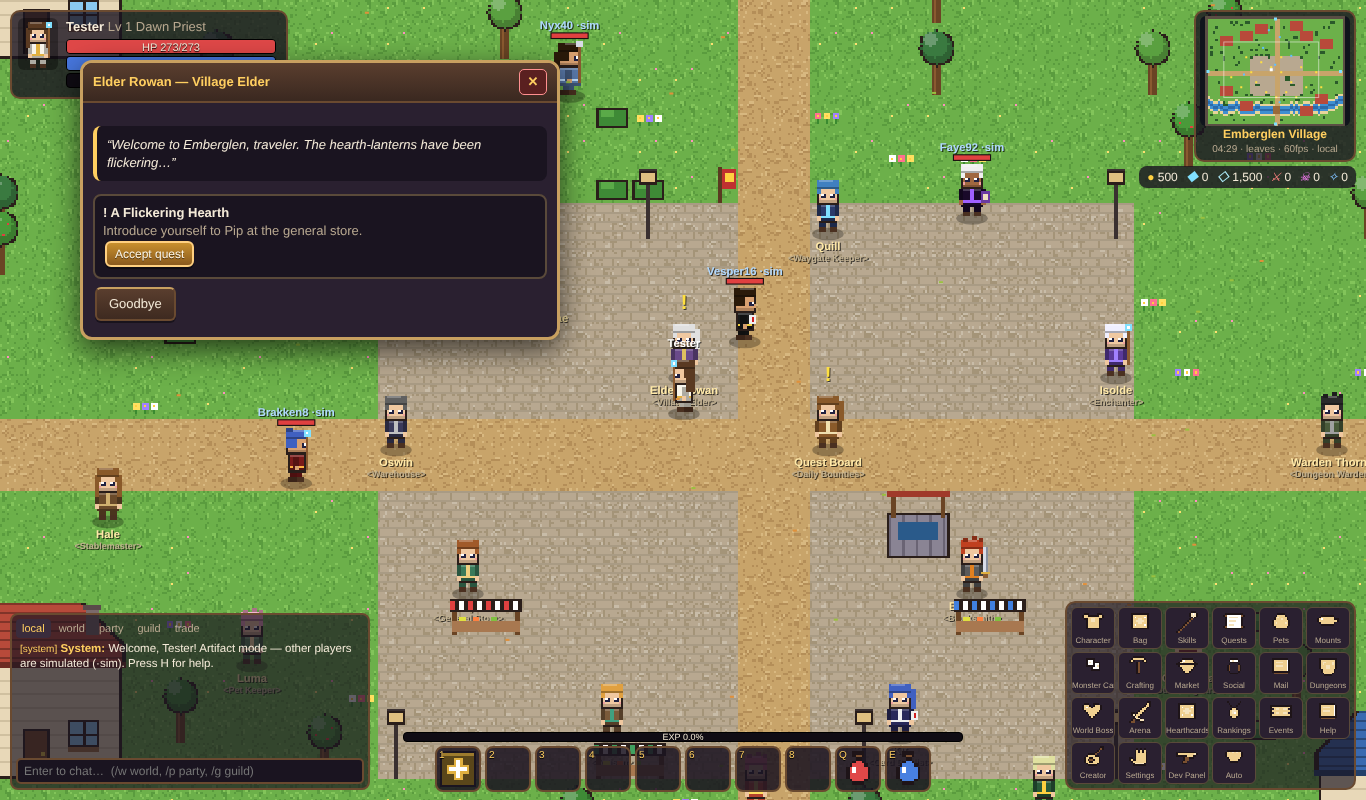 Tester Lv 1 Dawn Priest
HP 273/273
Elder Rowan — Village Elder
✕
“Welcome to Emberglen, traveler. The hearth-lanterns have been
flickering…”
! A Flickering Hearth
Introduce yourself to Pip at the general store.
Accept quest
Goodbye
Nyx40 ·sim
Faye92 ·sim
Emberglen Village
04:29 · leaves · 60fps · local
500 0 1,500 0 0 0
Quill
<Waygate Keeper>
Vesper16 ·sim
!
Tester
<Village Elder>
!
Isolde
<Enchanter>
Brakken8 ·sim
Oswin
<Warehouse>
Quest Board
<Daily Bounties>
Hale
<Stablemaster>
Luma
<Pet Keeper>
local world party guild trade
[system] System: Welcome, Tester! Artifact mode — other players
are simulated (·sim). Press H for help.
Enter to chat… (/w world, /p party, /g guild)
EXP 0.0%
1 2 3 4 5 6 7 8 Q E
Character Bag Skills Quests Pets Mounts
Crafting Market Social Mail Dungeons
World Boss Arena Hearthcards Rankings Events Help
Creator Settings Dev Panel Auto